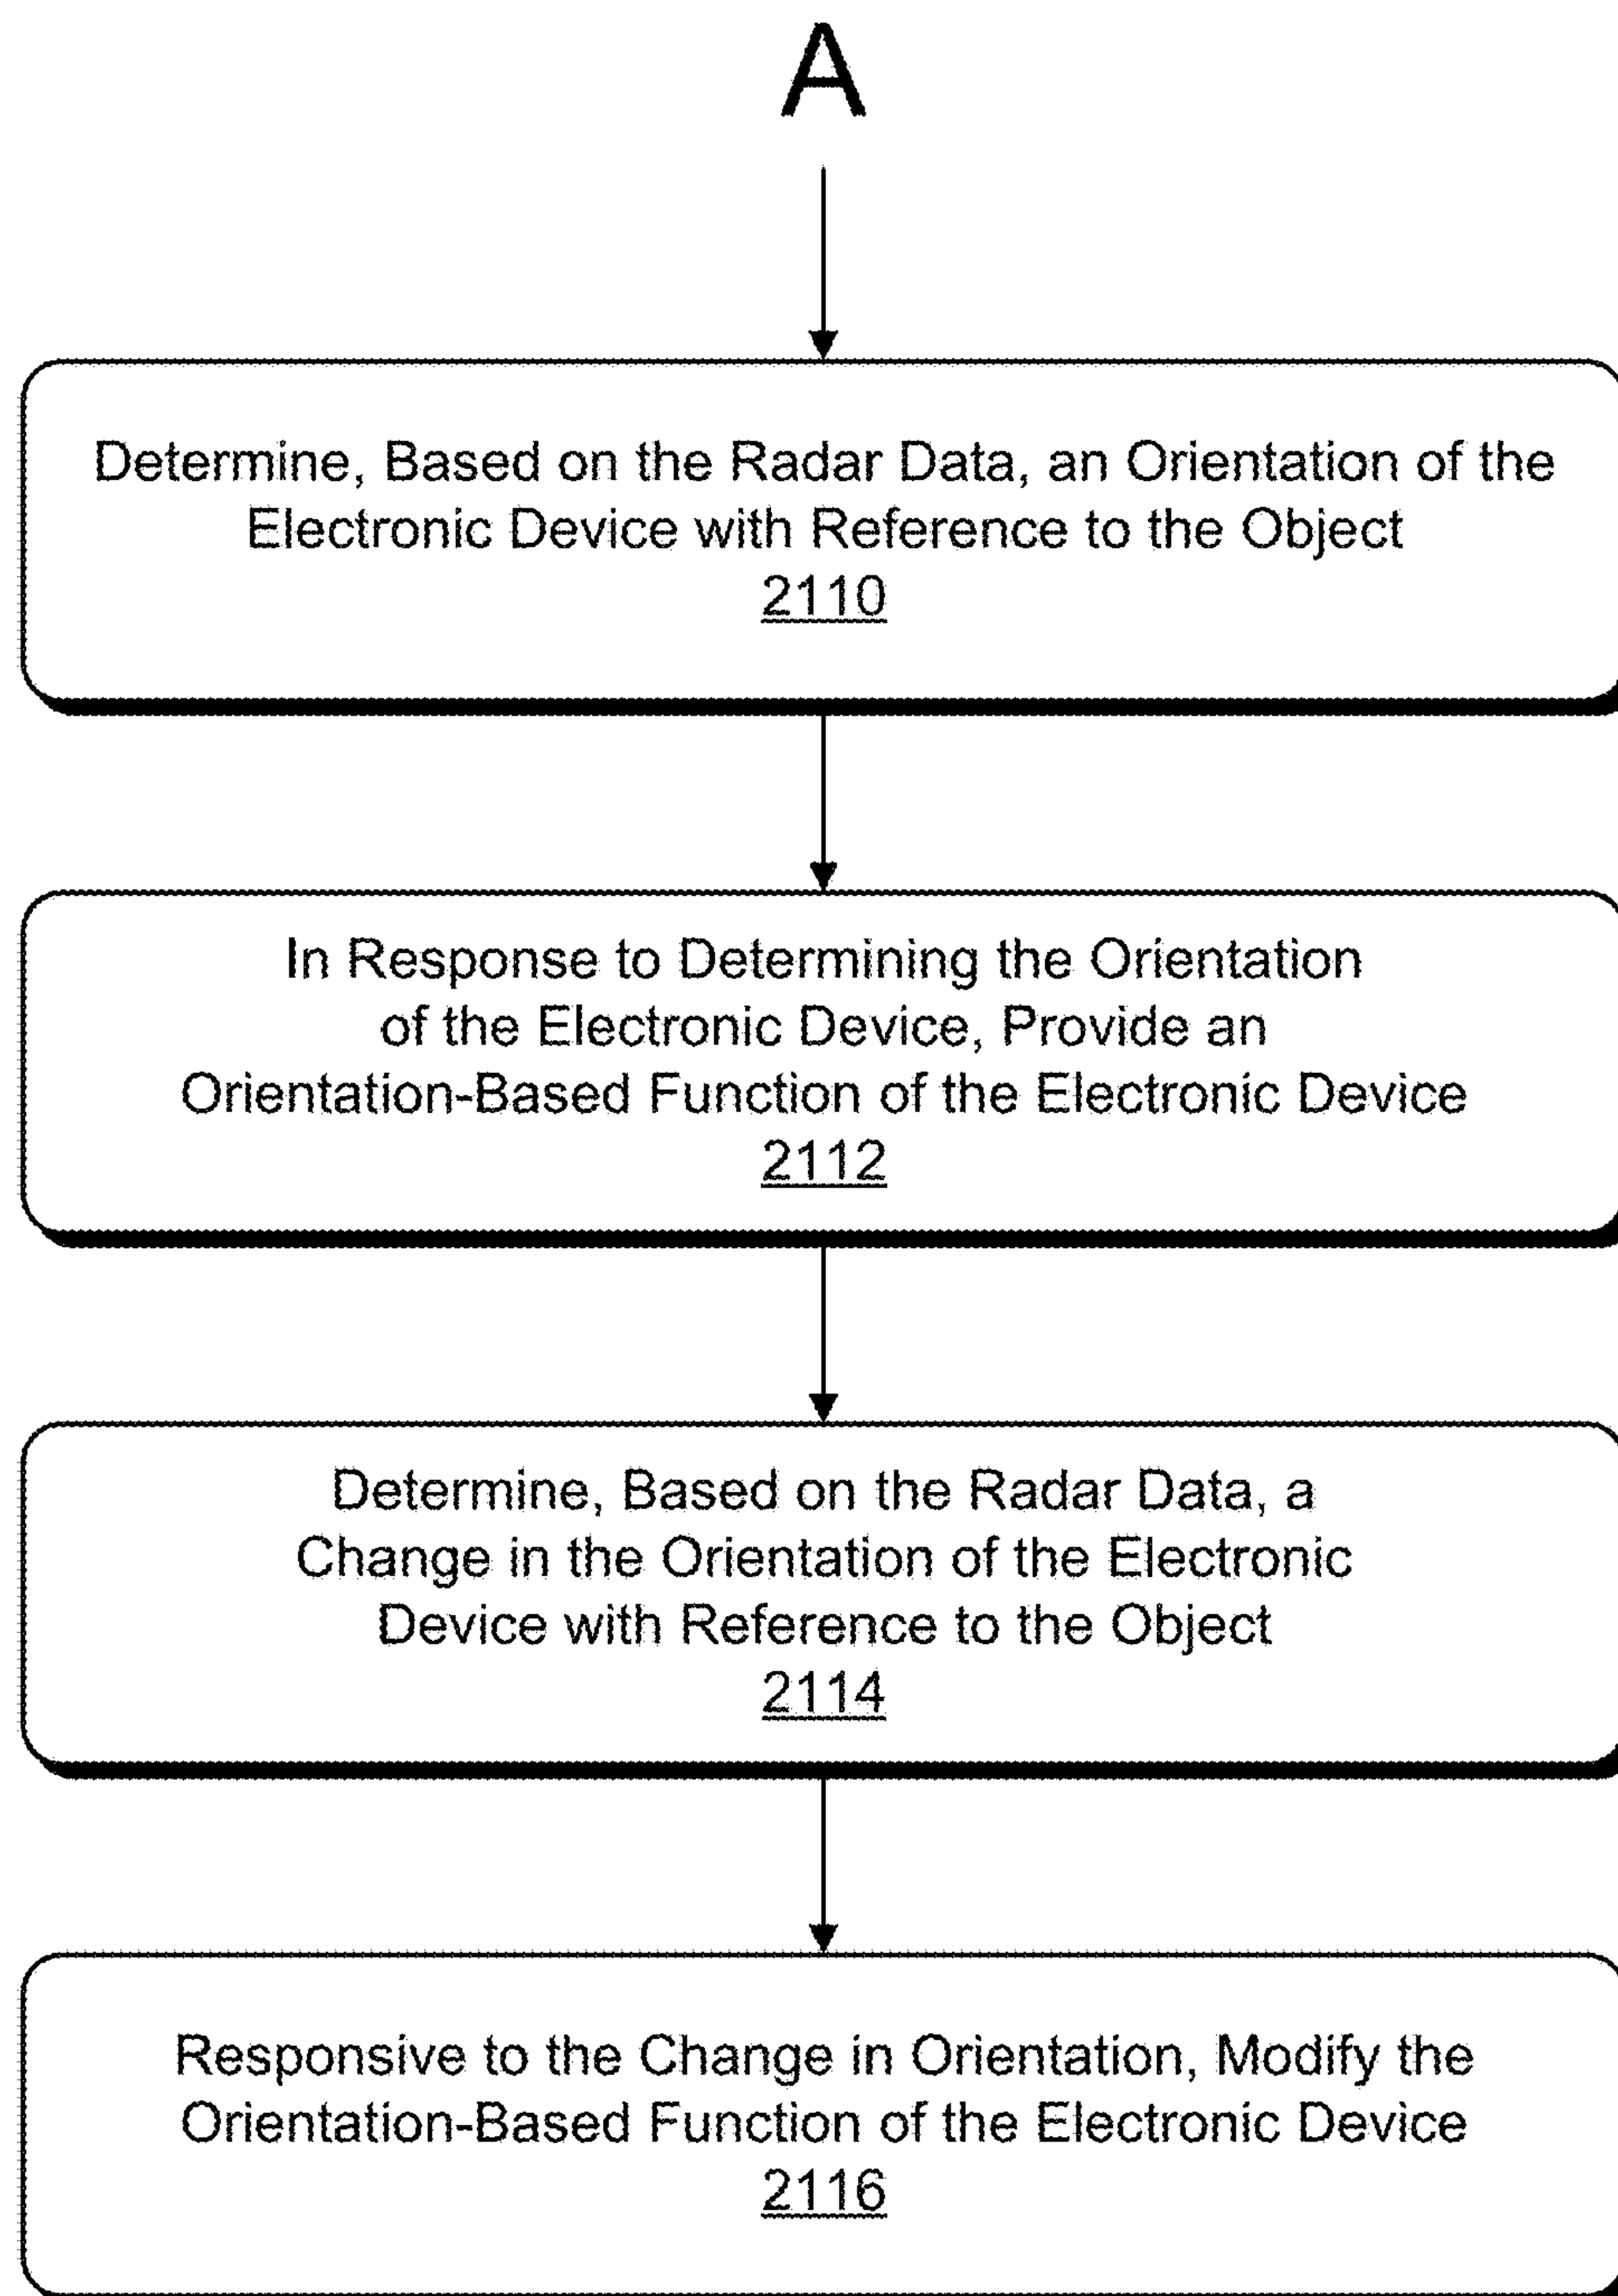 A
Determine, Based on the Radar Data, an Orientation of the
Electronic Device with Reference to the Object
2110
In Response to Determining the Orientation
of the Electronic Device, Provide an
Orientation-Based Function of the Electronic Device
2112
Determine, Based on the Radar Data, a
Change in the Orientation of the Electronic
Device with Reference to the Object
2114
Responsive to the Change in Orientation, Modify the
Orientation-Based Function of the Electronic Device
2116